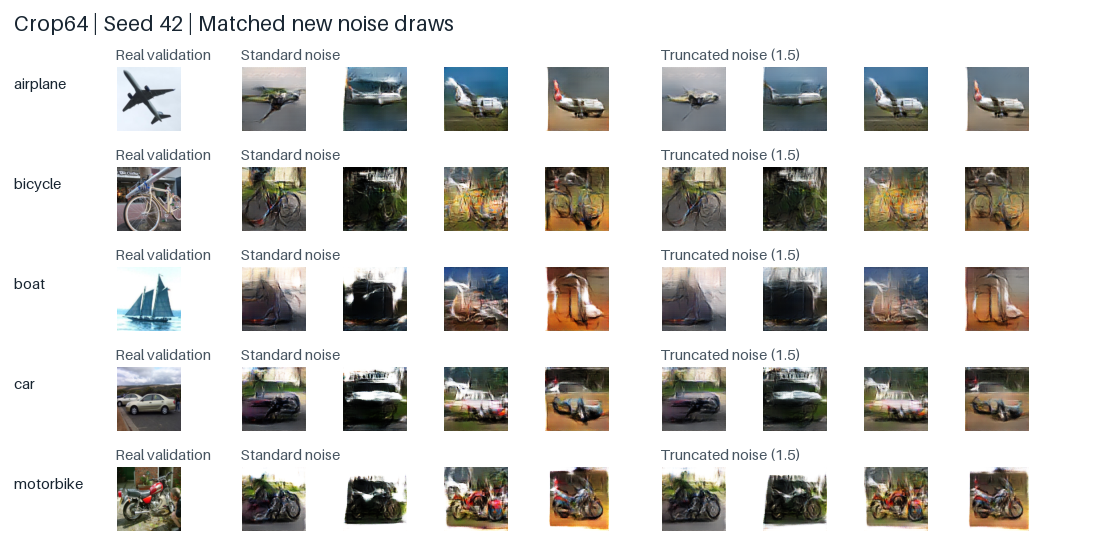 Crop64 | Seed 42 | Matched new noise draws
Real validation Standard noise Truncated noise (1.5)
airplane
Real validation Standard noise Truncated noise (1.5)
bicycle
Real validation Standard noise Truncated noise (1.5)
boat
Real validation Standard noise Truncated noise (1.5)
car
Real validation Standard noise Truncated noise (1.5)
motorbike